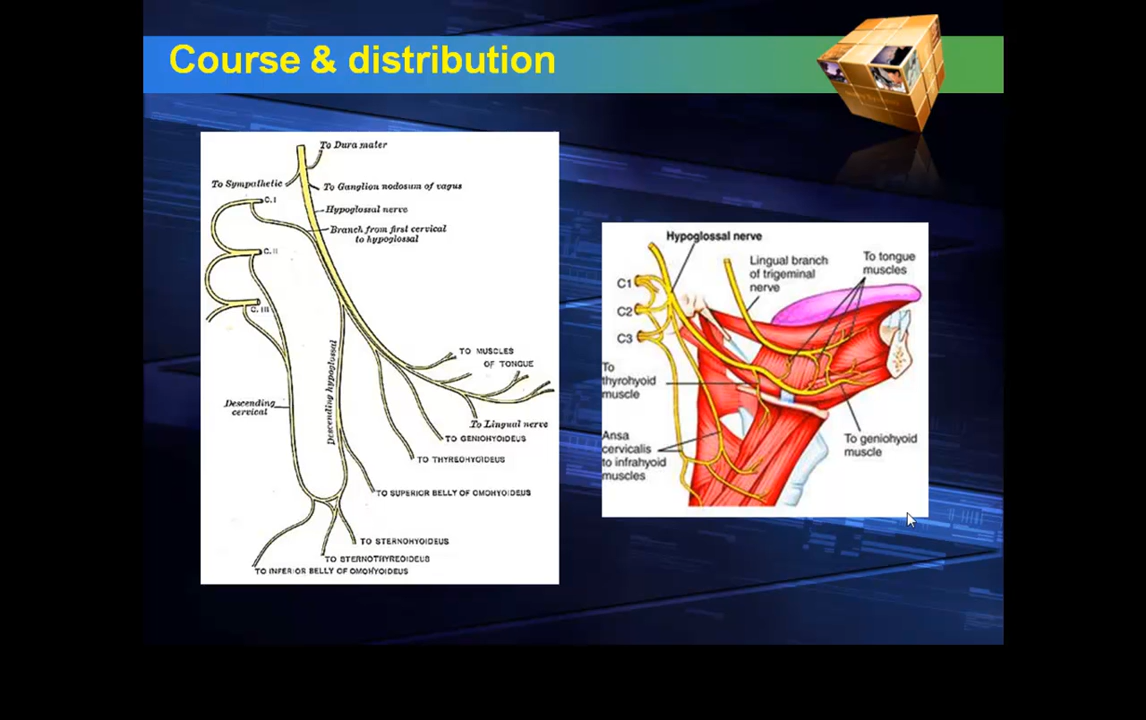 Course & distribution
To Dura mater
To Sympathetic
To Ganglion nodosum of vagus
C.I
Hypoglossal nerve
Branch from first cervical
to hypoglossal
C.II
C.III
Descending hypoglossal
TO MUSCLES
OF TONGUE
Descending
cervical
To Lingual nerve
TO GENIOHYOIDEUS
TO THYREOHYOIDEUS
TO SUPERIOR BELLY OF OMOHYOIDEUS
TO STERNOHYOIDEUS
TO STERNOTHYREOIDEUS
TO INFERIOR BELLY OF OMOHYOIDEUS
Hypoglossal nerve
Lingual branch
of trigeminal
nerve
To tongue
muscles
C1
C2
C3
To
thyrohyoid
muscle
Ansa
cervicalis
to infrahyoid
muscles
To geniohyoid
muscle